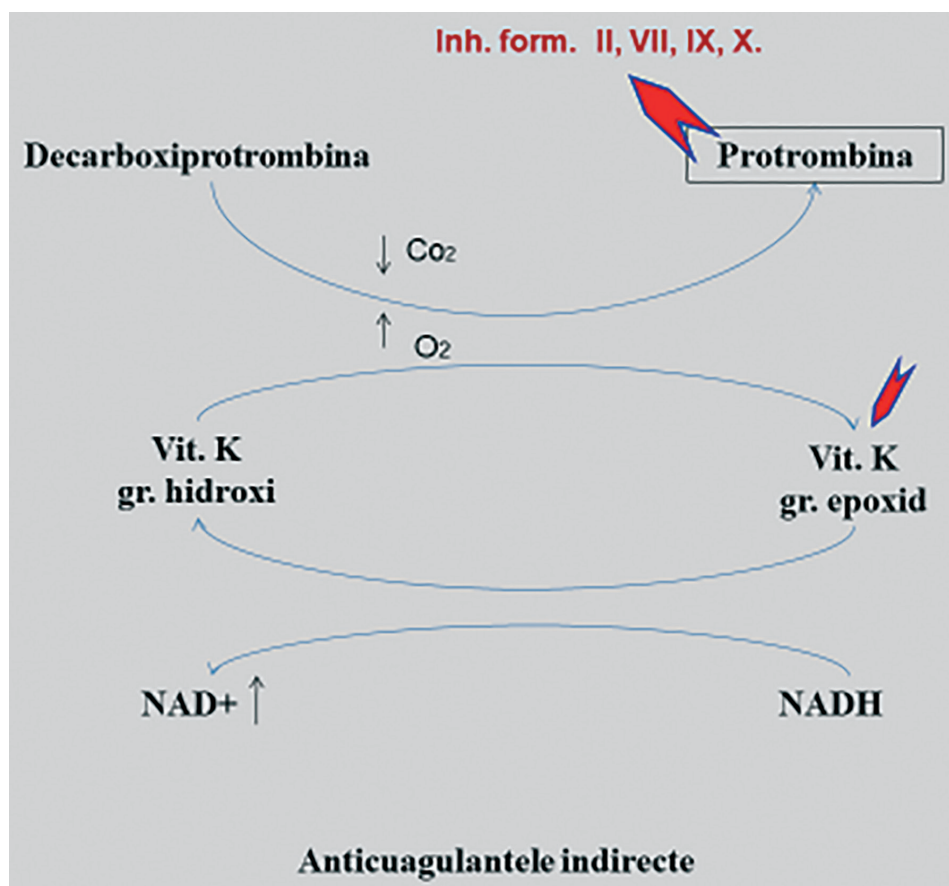 Inh. form. II, VII, IX, X.
Decarboxiprotrombina
Protrombina
↓ Co2
↑ O2
Vit. K
gr. hidroxi
Vit. K
gr. epoxid
NAD+ ↑
NADH
Anticuagulantele indirecte